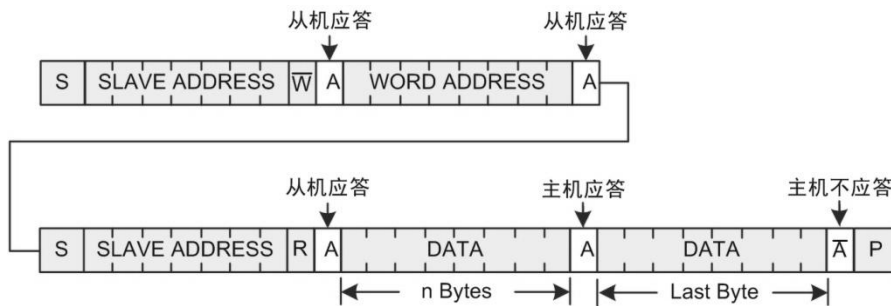 从机应答 从机应答
S SLAVE ADDRESS W̅ A WORD ADDRESS A
从机应答 主机应答 主机不应答
S SLAVE ADDRESS R A DATA A DATA A̅ P
n Bytes Last Byte